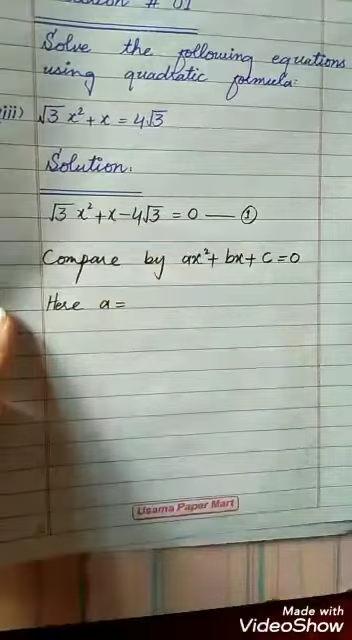 # 01
Solve the following equations
using quadratic formula:
iii) √3 x² + x = 4√3
Solution:
√3 x² + x - 4√3 = 0 — ①
Compare by ax² + bx + c = 0
Here a =
Usama Paper Mart
Made with
VideoShow